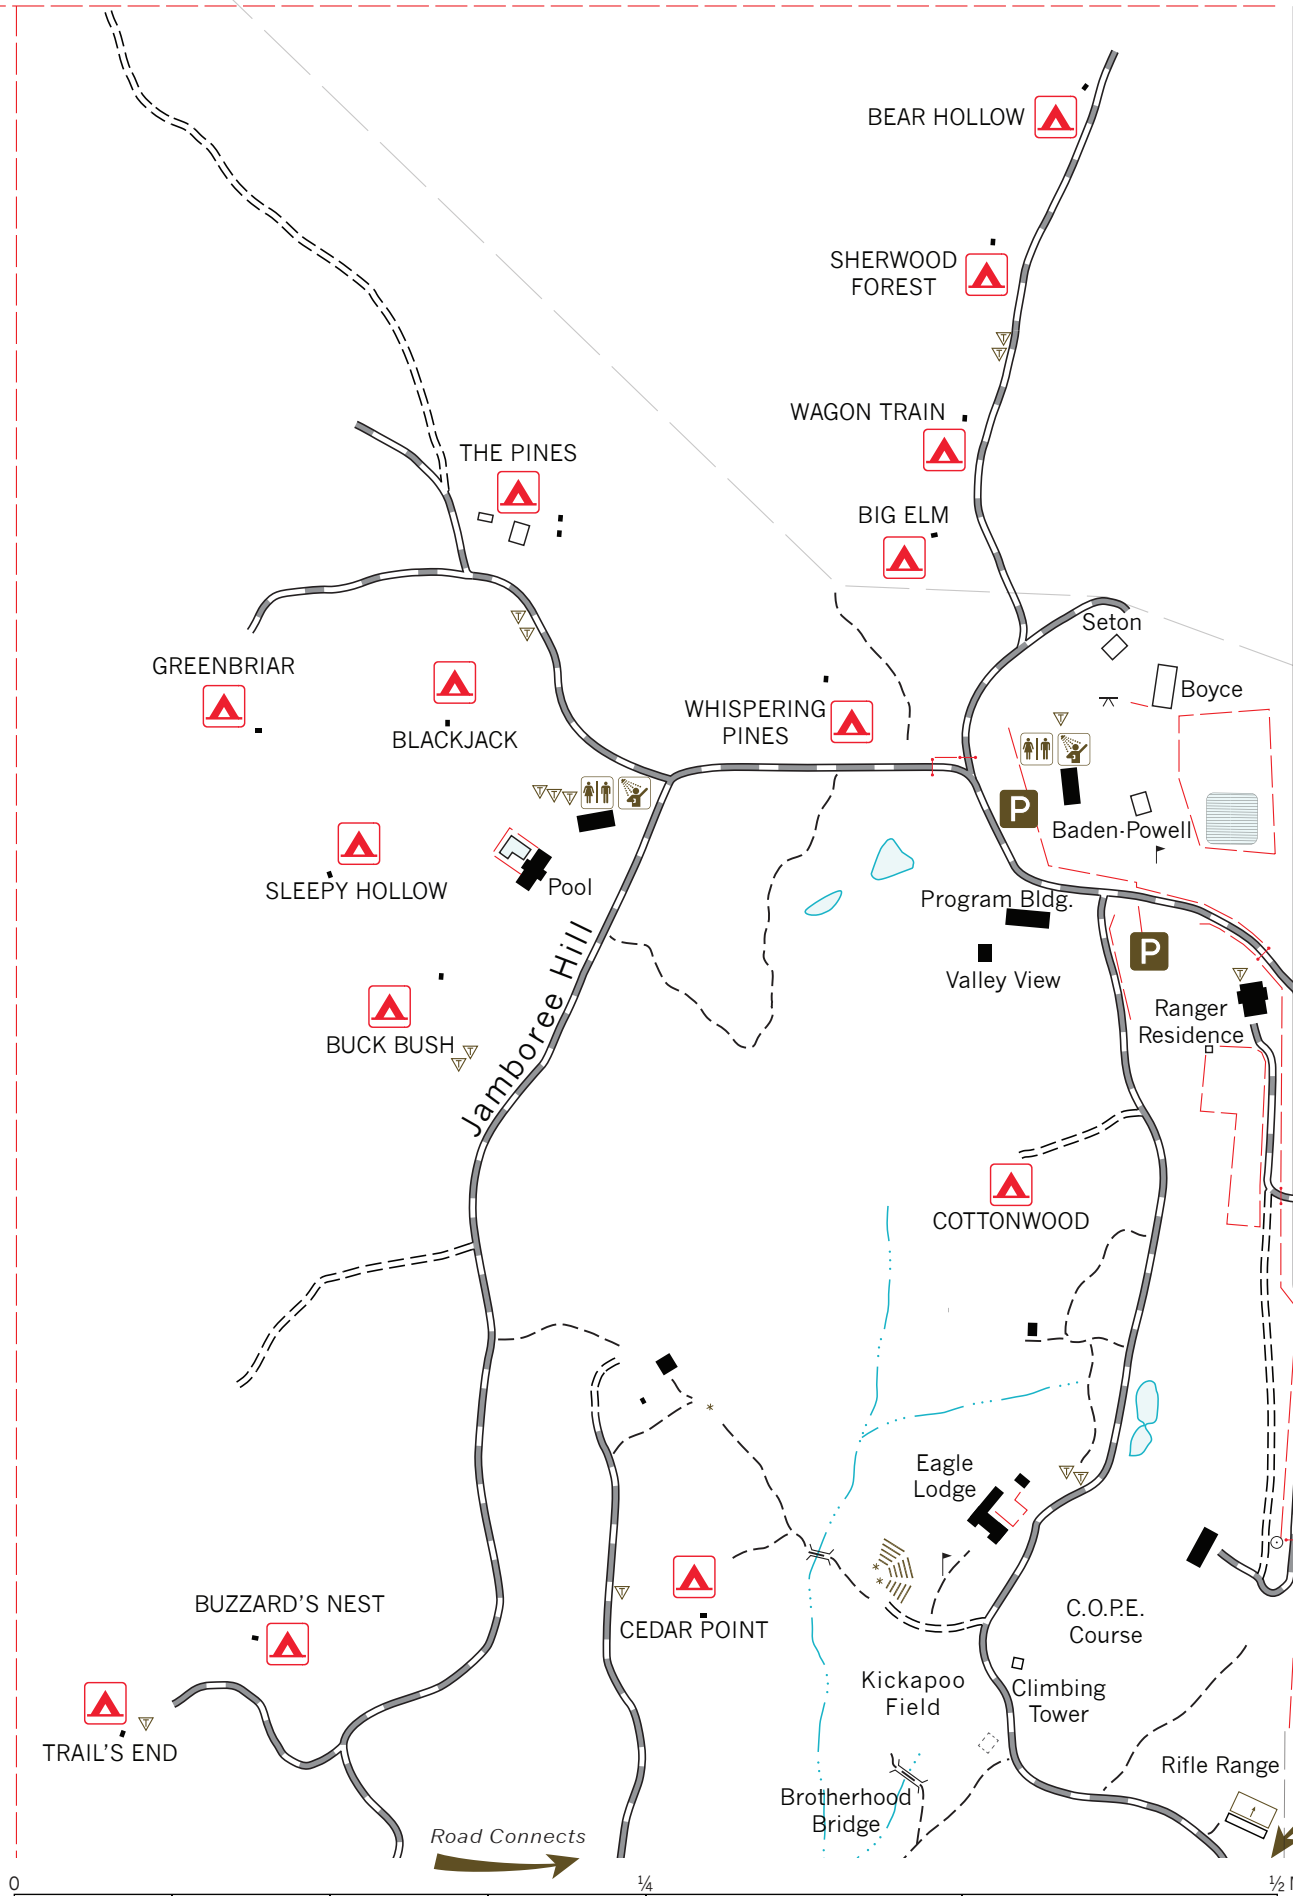 BEAR HOLLOW
SHERWOOD
FOREST
WAGON TRAIN
THE PINES
BIG ELM
Seton
GREENBRIAR
Boyce
WHISPERING
PINES
BLACKJACK
P
Baden-Powell
SLEEPY HOLLOW
Pool
Program Bldg.
P
Valley View
Ranger
Residence
BUCK BUSH
Jamboree Hill
COTTONWOOD
Eagle
Lodge
BUZZARD'S NEST
CEDAR POINT
C.O.P.E.
Course
Kickapoo
Field
Climbing
Tower
TRAIL'S END
Rifle Range
Brotherhood
Bridge
Road Connects
0
¼
½